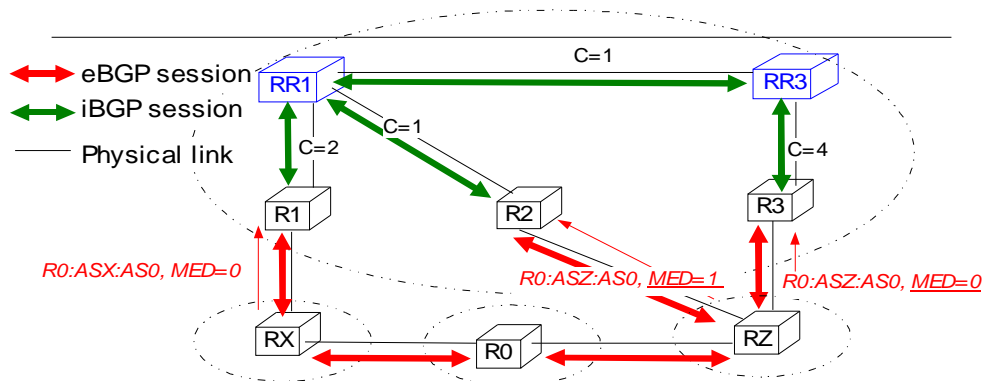 C=1
eBGP session
RR1
RR3
iBGP session
C=1
Physical link
C=2
C=4
R1
R2
R3
R0:ASX:AS0, MED=0
R0:ASZ:AS0, MED=1
R0:ASZ:AS0, MED=0
RX
R0
RZ